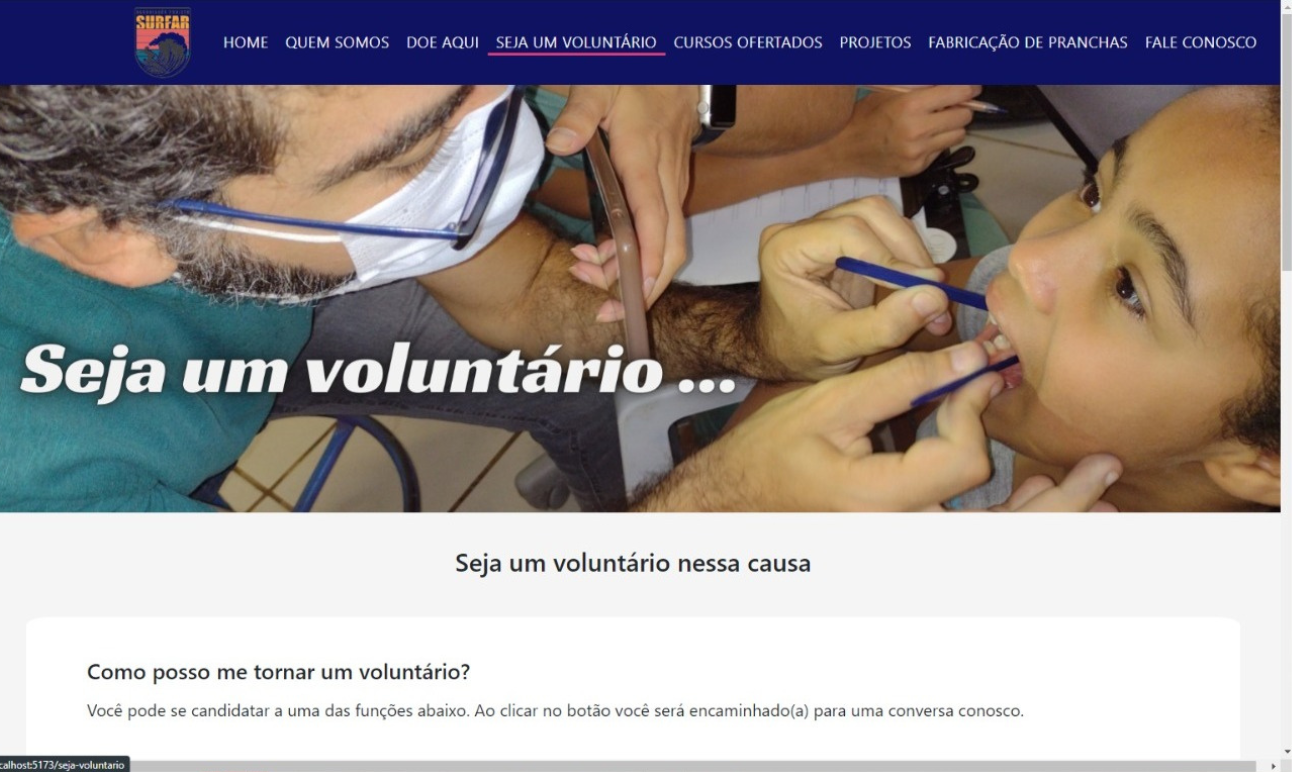 SURFAR
HOME QUEM SOMOS DOE AQUI SEJA UM VOLUNTÁRIO CURSOS OFERTADOS PROJETOS FABRICAÇÃO DE PRANCHAS FALE CONOSCO
Seja um voluntário ...
Seja um voluntário nessa causa
Como posso me tornar um voluntário?
Você pode se candidatar a uma das funções abaixo. Ao clicar no botão você será encaminhado(a) para uma conversa conosco.
calhost:5173/seja-voluntario